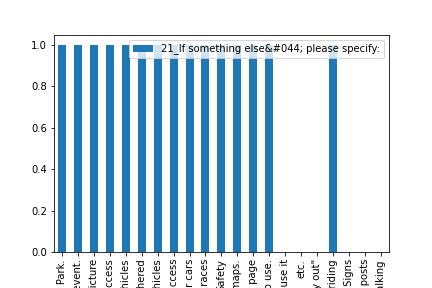 21_If something else&#044; please specify:
1.0
0.8
0.6
0.4
0.2
0.0
Park.
event.
icture
ccess
hicles
hered
hicles
ccess
r cars
races
afety
maps.
page
o use.
use it
etc.
y out"
riding
Signs
posts
lking